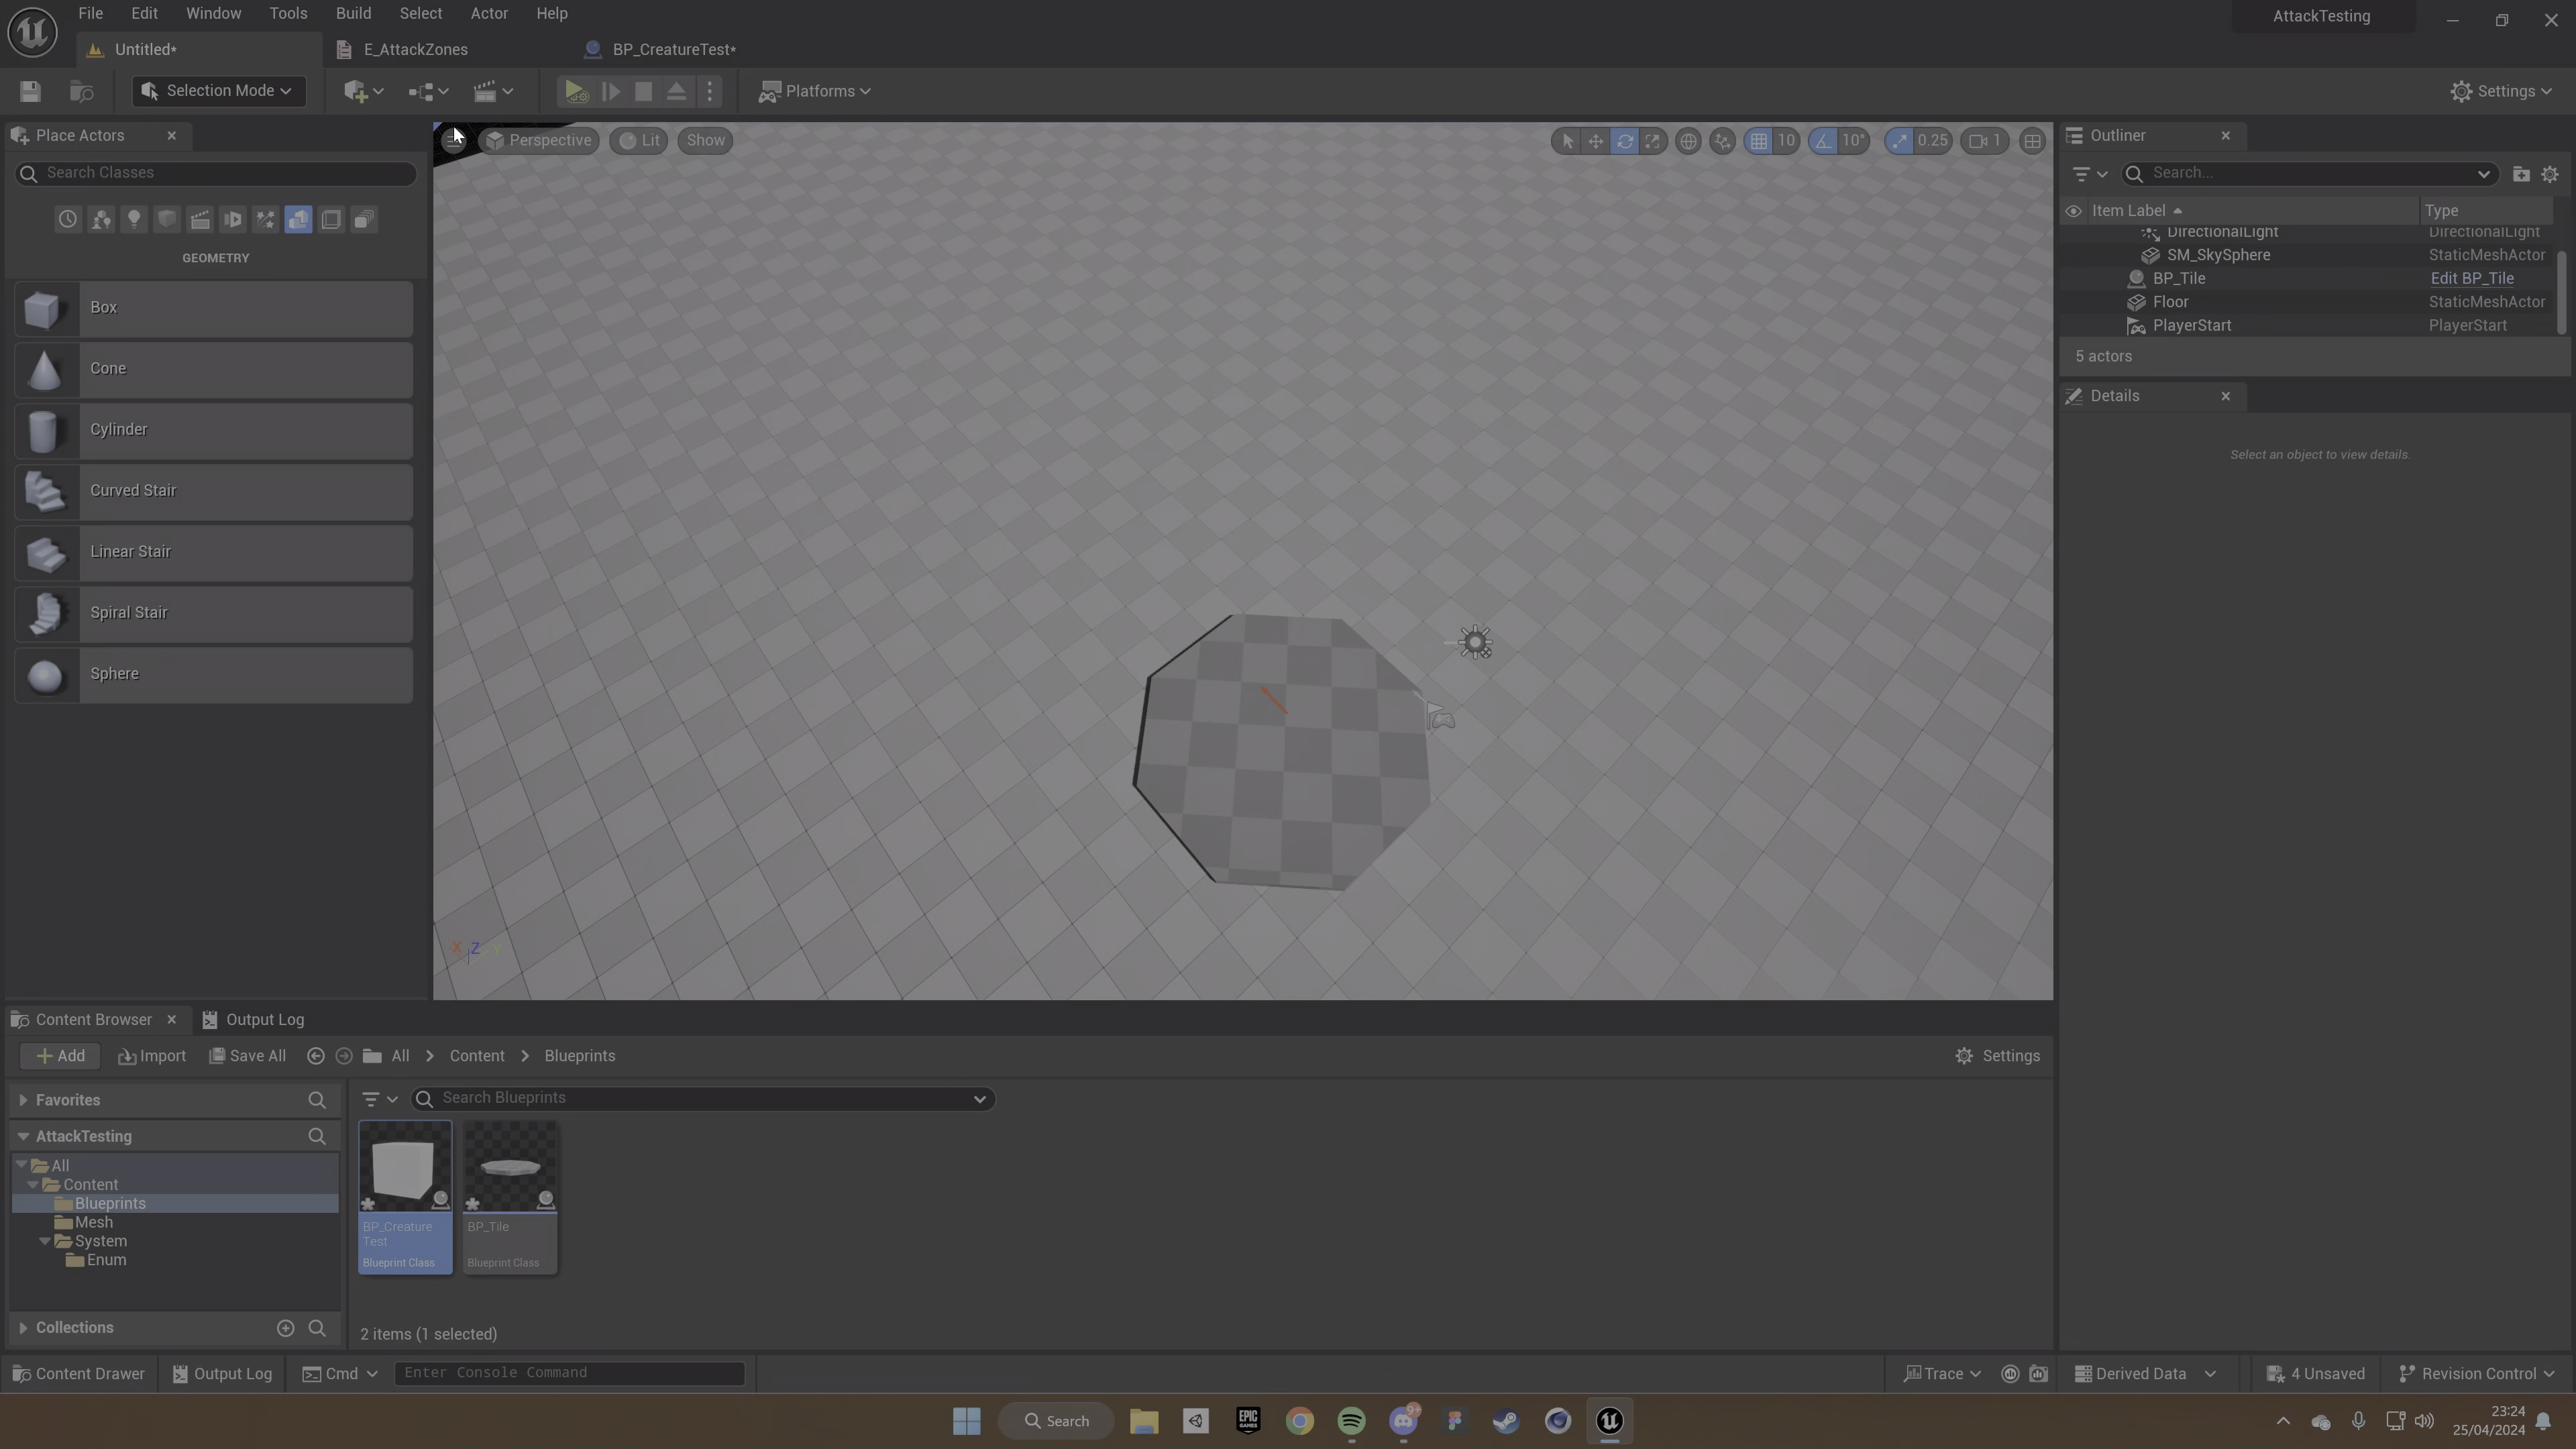 File Edit Window Tools Build Select Actor Help
AttackTesting
Untitled*
E_AttackZones
BP_CreatureTest*
Selection Mode
Platforms
Settings
Place Actors
Perspective
Lit
Show
10
10°
0.25
1
Outliner
Search Classes
Search...
Item Label
Type
GEOMETRY
DirectionalLight
DirectionalLight
SM_SkySphere
StaticMeshActor
BP_Tile
Edit BP_Tile
Floor
StaticMeshActor
PlayerStart
PlayerStart
5 actors
Details
Select an object to view details.
Box
Cone
Cylinder
Curved Stair
Linear Stair
Spiral Stair
Sphere
X Z Y
Content Browser
Output Log
Add
Import
Save All
All
Content
Blueprints
Settings
Favorites
Search Blueprints
AttackTesting
All
Content
Blueprints
Mesh
System
Enum
BP_Creature
Test
Blueprint Class
BP_Tile
Blueprint Class
Collections
2 items (1 selected)
Content Drawer
Output Log
Cmd
Enter Console Command
Trace
Derived Data
4 Unsaved
Revision Control
Search
EPIC
GAMES
9+
23:24
25/04/2024